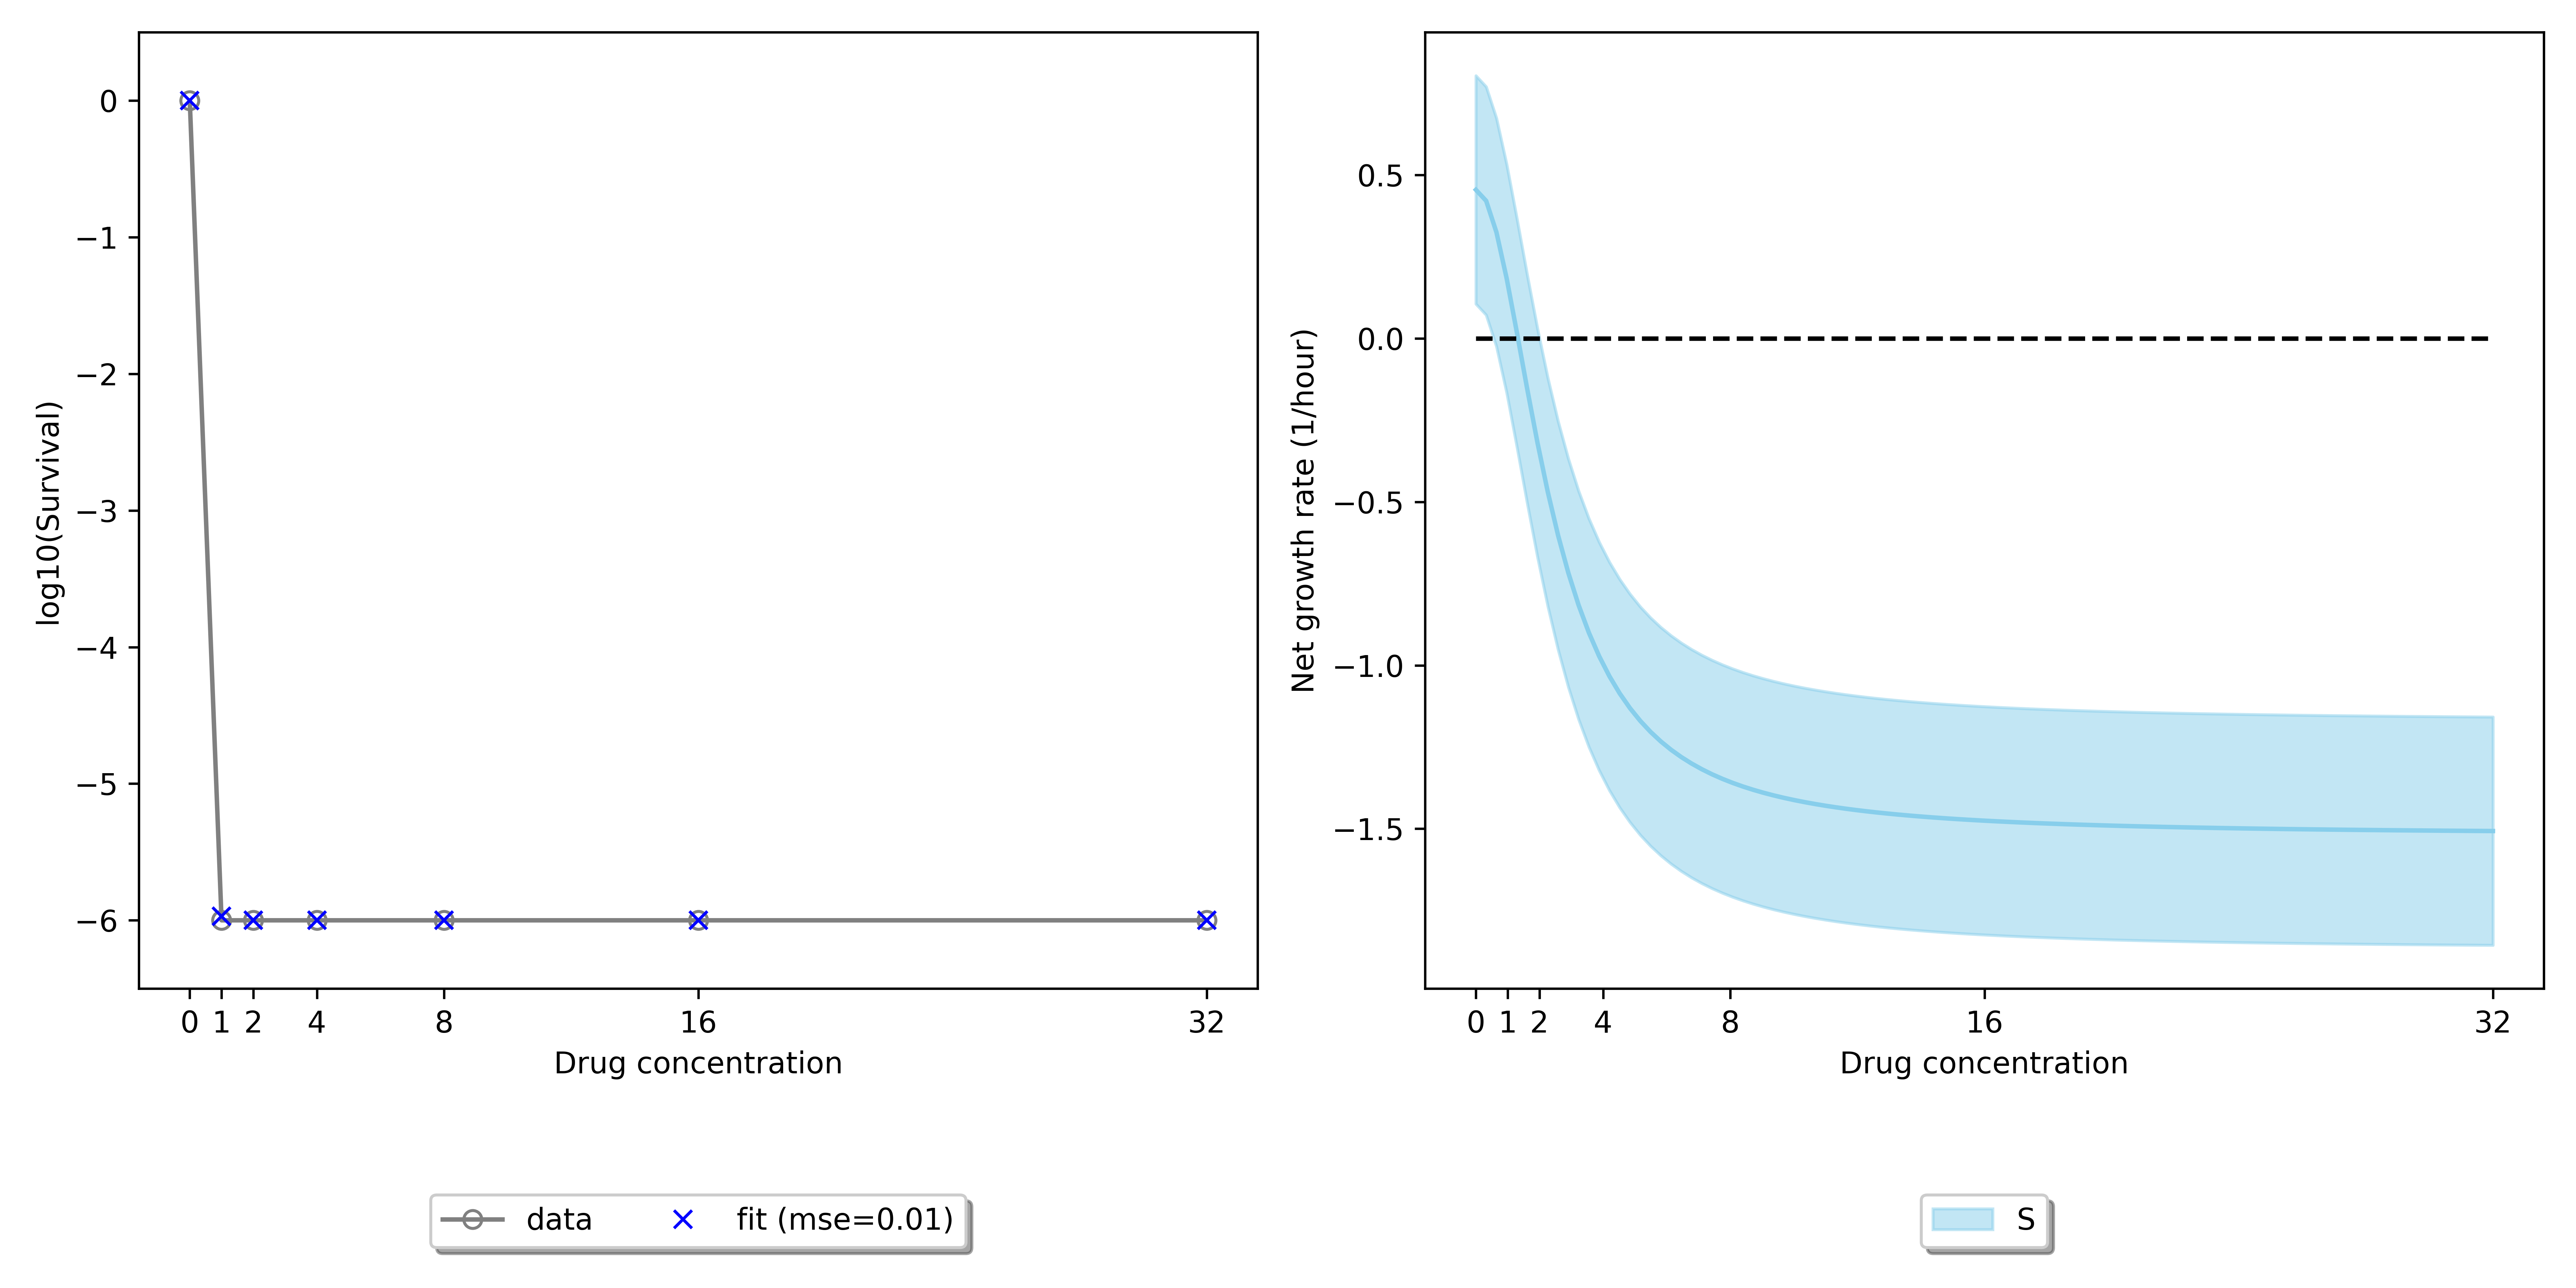 log10(Survival)
0
−1
−2
−3
−4
−5
−6
0 1 2 4 8 16 32
Drug concentration
data fit (mse=0.01)
Net growth rate (1/hour)
0.5
0.0
−0.5
−1.0
−1.5
0 1 2 4 8 16 32
Drug concentration
S